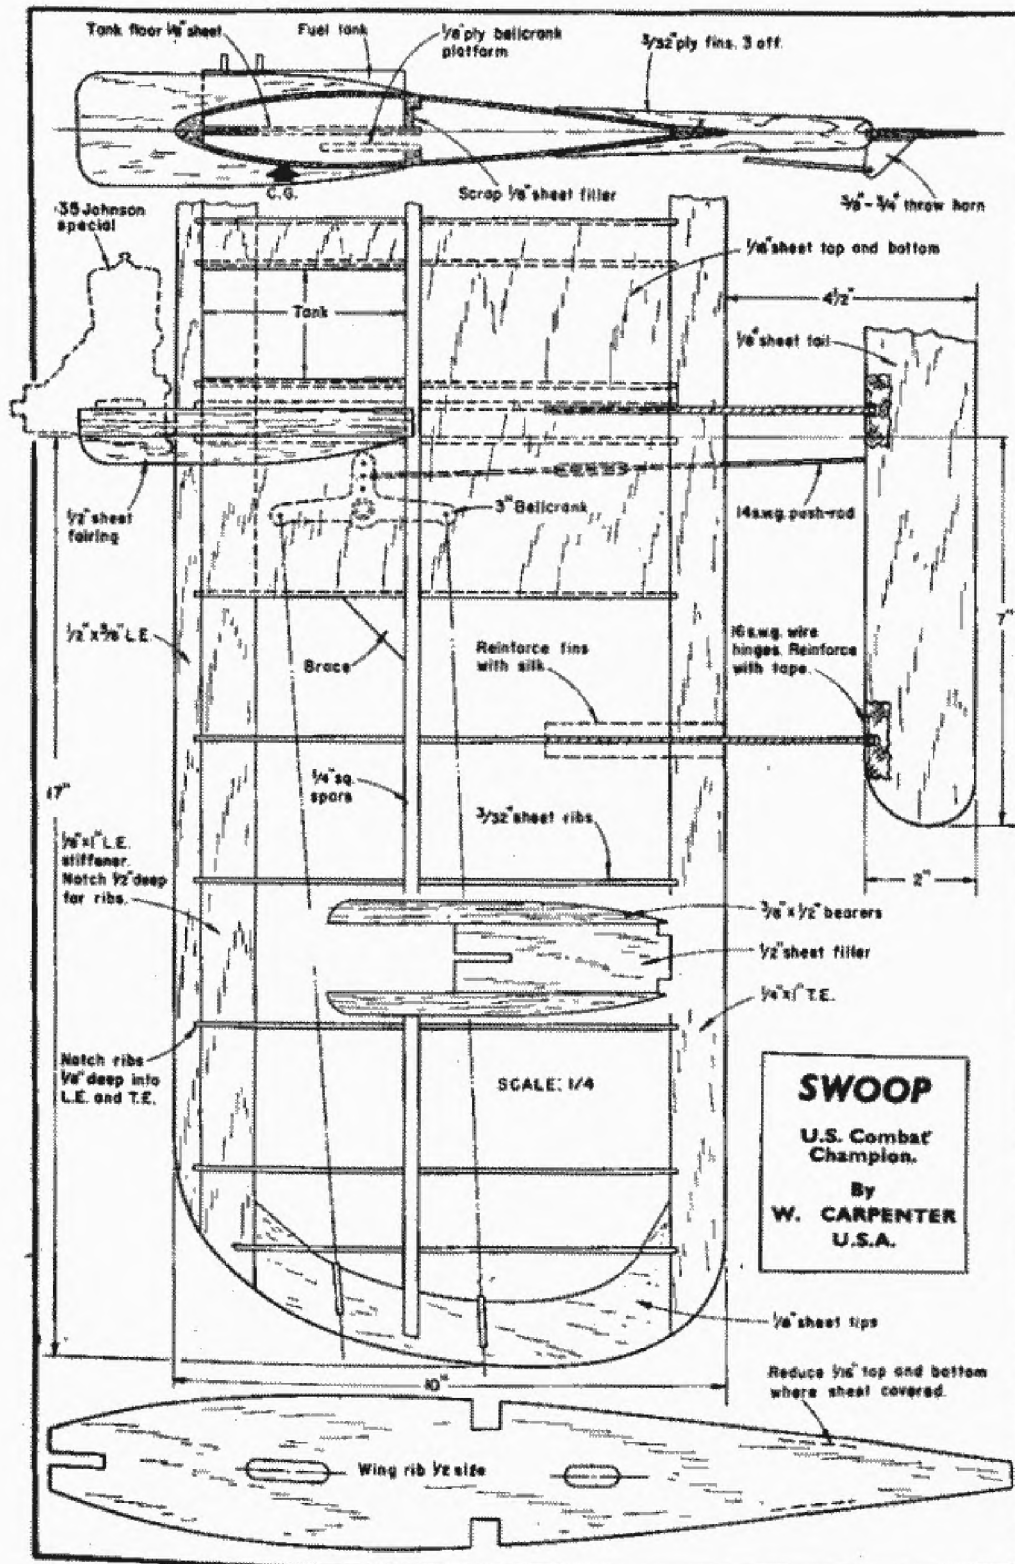 Tank floor 1/8" sheet
Fuel tank
1/8 ply bellcrank
platform
3/32" ply fins. 3 off.
C.G.
Scrap 1/8" sheet filler
3/8" - 3/4" throw horn
.35 Johnson
special
1/16" sheet top and bottom
4 1/2"
Tank
1/8" sheet tail
1/2" sheet
fairing
3" Bellcrank
14 s.w.g. push-rod
7"
1/2" x 5/8" L.E.
Brace
Reinforce fins
with silk
16 s.w.g. wire
hinges. Reinforce
with tape.
17"
1/4" sq.
spars
3/32" sheet ribs
1/8" x 1" L.E.
stiffener.
Notch 1/2" deep
for ribs.
2"
3/8" x 1/2" bearers
1/2" sheet filler
1/4" x 1" T.E.
Notch ribs
1/8" deep into
L.E. and T.E.
SCALE: 1/4
SWOOP
U.S. Combat
Champion.
By
W. CARPENTER
U.S.A.
1/8" sheet tips
10"
Reduce 1/16" top and bottom
where sheet covered.
Wing rib 1/2 size